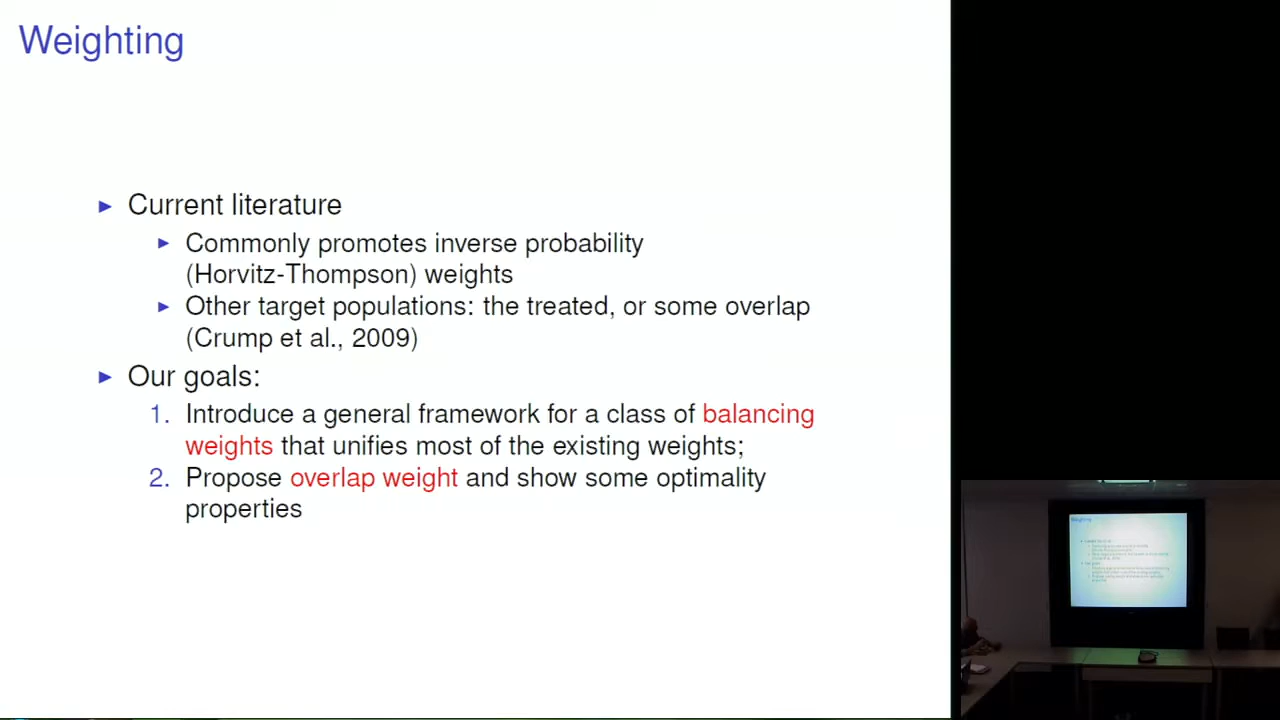 Weighting
▶ Current literature
▶ Commonly promotes inverse probability
(Horvitz-Thompson) weights
▶ Other target populations: the treated, or some overlap
(Crump et al., 2009)
▶ Our goals:
1. Introduce a general framework for a class of balancing
weights that unifies most of the existing weights;
2. Propose overlap weight and show some optimality
properties
Weighting